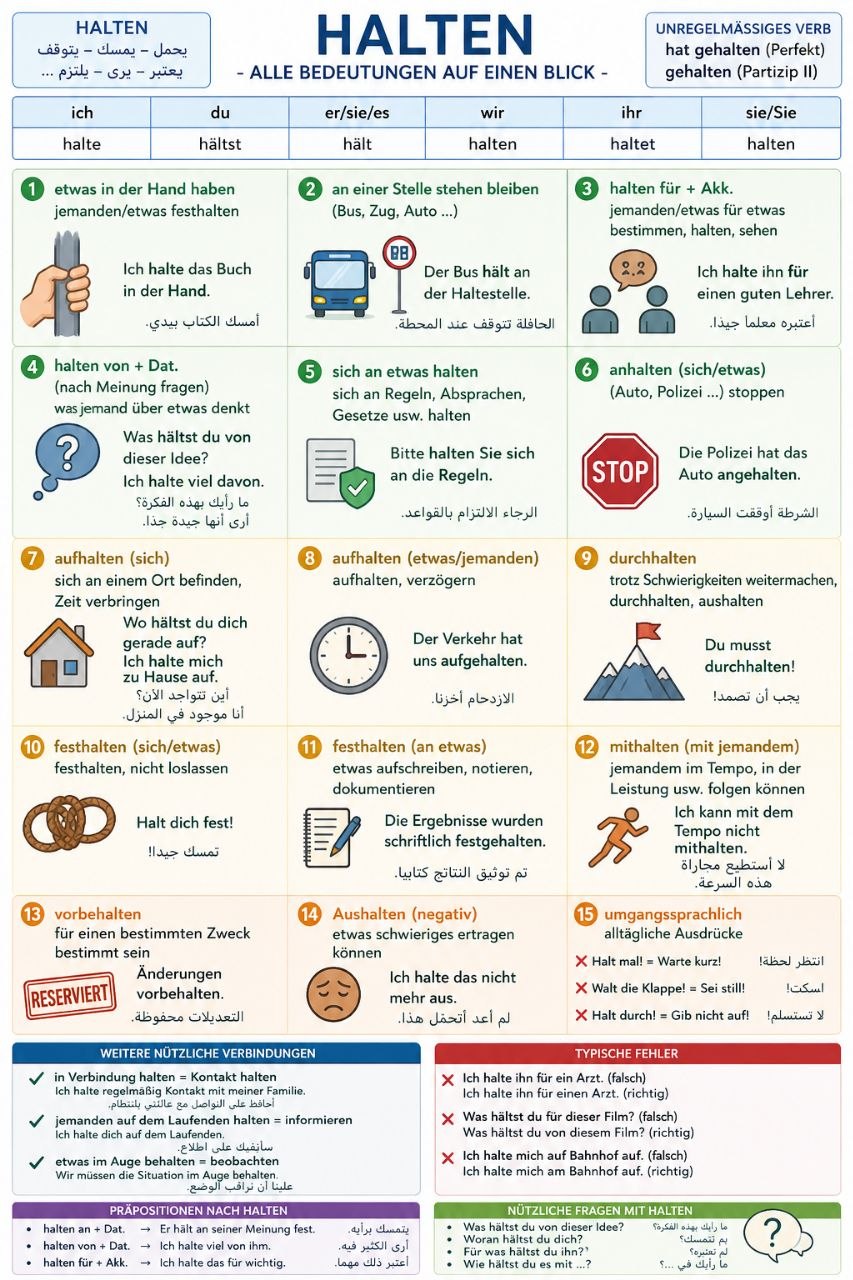 HALTEN
يحمل – يمسك – يتوقف
يعتبر – يرى – يلتزم ...
HALTEN
- ALLE BEDEUTUNGEN AUF EINEN BLICK -
UNREGELMÄSSIGES VERB
hat gehalten (Perfekt)
gehalten (Partizip II)
ich du er/sie/es wir ihr sie/Sie
halte hältst hält halten haltet halten
1 etwas in der Hand haben
jemanden/etwas festhalten
Ich halte das Buch
in der Hand.
أمسك الكتاب بيدي.
2 an einer Stelle stehen bleiben
(Bus, Zug, Auto ...)
Der Bus hält an
der Haltestelle.
الحافلة تتوقف عند المحطة.
3 halten für + Akk.
jemanden/etwas für etwas
bestimmen, halten, sehen
Ich halte ihn für
einen guten Lehrer.
أعتبره معلماً جيدًا.
4 halten von + Dat.
(nach Meinung fragen)
was jemand über etwas denkt
Was hältst du von
dieser Idee?
Ich halte viel davon.
ما رأيك بهذه الفكرة؟
أرى أنها جيدة جدًا.
5 sich an etwas halten
sich an Regeln, Absprachen,
Gesetze usw. halten
Bitte halten Sie sich
an die Regeln.
الرجاء الالتزام بالقواعد.
6 anhalten (sich/etwas)
(Auto, Polizei ...) stoppen
STOP
Die Polizei hat das
Auto angehalten.
الشرطة أوقفت السيارة.
7 aufhalten (sich)
sich an einem Ort befinden,
Zeit verbringen
Wo hältst du dich
gerade auf?
Ich halte mich
zu Hause auf.
أين تتواجد الآن؟
أنا موجود في المنزل.
8 aufhalten (etwas/jemanden)
aufhalten, verzögern
Der Verkehr hat
uns aufgehalten.
الازدحام أخرنا.
9 durchhalten
trotz Schwierigkeiten weitermachen,
durchhalten, aushalten
Du musst
durchhalten!
يجب أن تصمد!
10 festhalten (sich/etwas)
festhalten, nicht loslassen
Halt dich fest!
تمسك جيدا!
11 festhalten (an etwas)
etwas aufschreiben, notieren,
dokumentieren
Die Ergebnisse wurden
schriftlich festgehalten.
تم توثيق النتائج كتابيا.
12 mithalten (mit jemandem)
jemandem im Tempo, in der
Leistung usw. folgen können
Ich kann mit dem
Tempo nicht
mithalten.
لا أستطيع مجاراة
هذه السرعة.
13 vorbehalten
für einen bestimmten Zweck
bestimmt sein
RESERVIERT
Änderungen
vorbehalten.
التعديلات محفوظة.
14 Aushalten (negativ)
etwas schwieriges ertragen
können
Ich halte das nicht
mehr aus.
لم أعد أتحمل هذا.
15 umgangssprachlich
alltägliche Ausdrücke
Halt mal! = Warte kurz! انتظر لحظة!
Walt die Klappe! = Sei still! اسكت!
Halt durch! = Gib nicht auf! لا تستسلم!
WEITERE NÜTZLICHE VERBINDUNGEN
in Verbindung halten = Kontakt halten
Ich halte regelmäßig Kontakt mit meiner Familie.
أحافظ على التواصل مع عائلتي
jemanden auf dem Laufenden halten = informieren
Ich halte dich auf dem Laufenden.
على اطلاع.
etwas im Auge behalten = beobachten
Wir müssen die Situation im Auge behalten.
علينا أن نراقب الوضع.
TYPISCHE FEHLER
Ich halte ihn für ein Arzt. (falsch)
Ich halte ihn für einen Arzt. (richtig)
Was hältst du für dieser Film? (falsch)
Was hältst du von diesem Film? (richtig)
Ich halte mich auf Bahnhof auf. (falsch)
Ich halte mich am Bahnhof auf. (richtig)
PRÄPOSITIONEN NACH HALTEN
• halten an + Dat. → Er hält an seiner Meinung fest. يتمسك برأيه.
• halten von + Dat. → Ich halte viel von ihm. أرى الكثير فيه.
• halten für + Akk. → Ich halte das für wichtig. أعتبر ذلك مهما.
NÜTZLICHE FRAGEN MIT HALTEN
• Was hältst du von dieser Idee? ما رأيك بهذه الفكرة؟
• Woran hältst du dich? بم تتمسك؟
• Für was hältst du ihn?
• Wie hältst du es mit ...? ما رأيك في ...؟